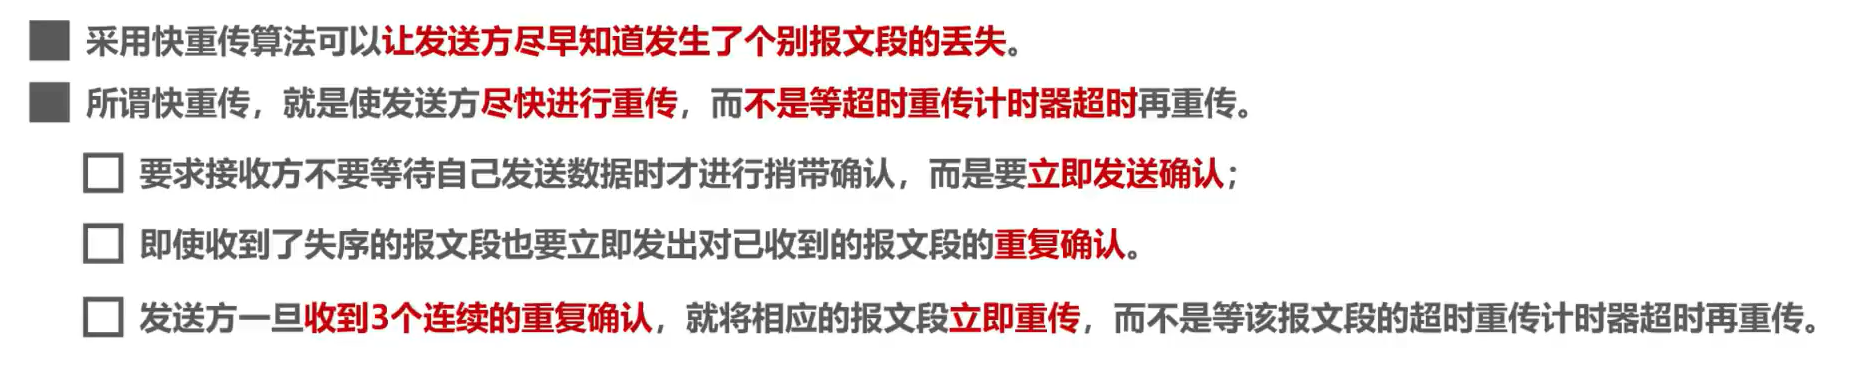 采用快重传算法可以让发送方尽早知道发生了个别报文段的丢失。
所谓快重传，就是使发送方尽快进行重传，而不是等超时重传计时器超时再重传。
要求接收方不要等待自己发送数据时才进行捎带确认，而是要立即发送确认；
即使收到了失序的报文段也要立即发出对已收到的报文段的重复确认。
发送方一旦收到3个连续的重复确认，就将相应的报文段立即重传，而不是等该报文段的超时重传计时器超时再重传。